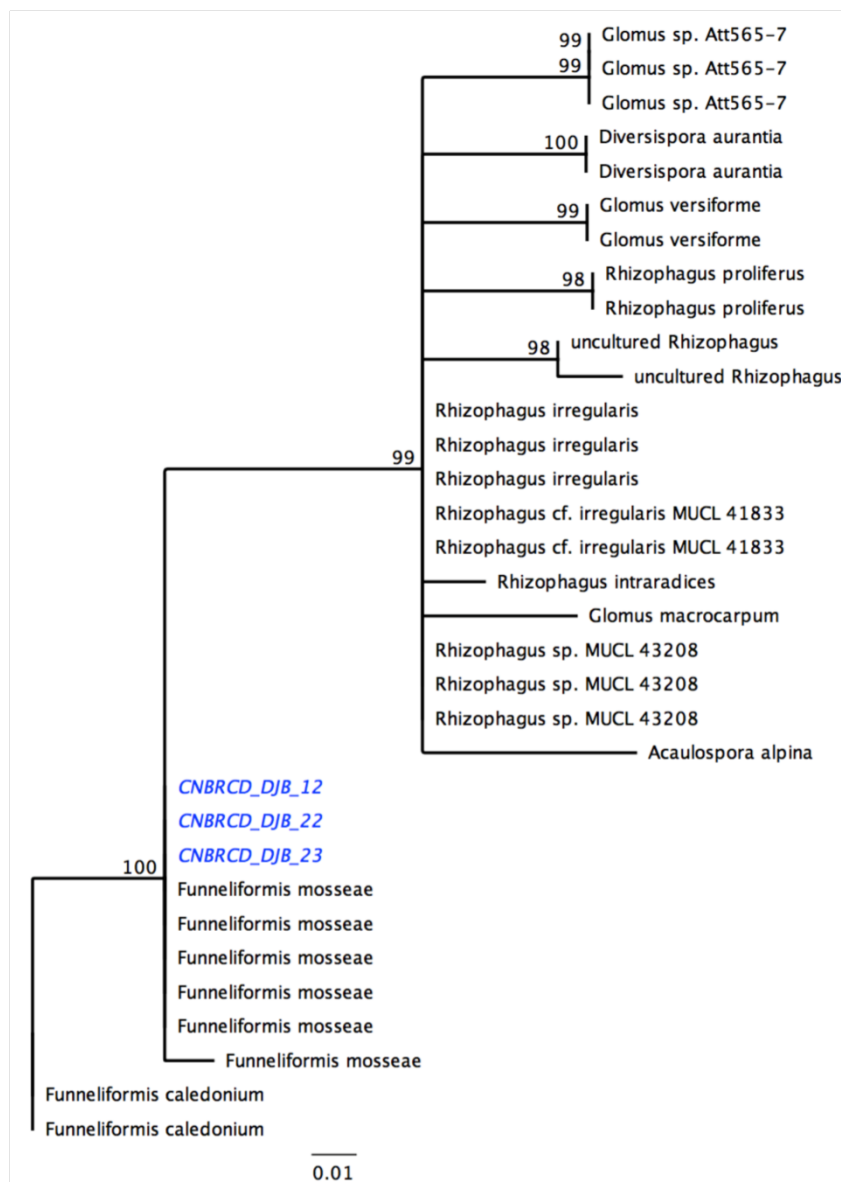 99
Glomus sp. Att565-7
99
Glomus sp. Att565-7
Glomus sp. Att565-7
100
Diversispora aurantia
Diversispora aurantia
99
Glomus versiforme
Glomus versiforme
98
Rhizophagus proliferus
Rhizophagus proliferus
98
uncultured Rhizophagus
uncultured Rhizophagus
Rhizophagus irregularis
Rhizophagus irregularis
99
Rhizophagus irregularis
Rhizophagus cf. irregularis MUCL 41833
Rhizophagus cf. irregularis MUCL 41833
Rhizophagus intraradices
Glomus macrocarpum
Rhizophagus sp. MUCL 43208
Rhizophagus sp. MUCL 43208
Rhizophagus sp. MUCL 43208
Acaulospora alpina
CNBRCD_DJB_12
CNBRCD_DJB_22
CNBRCD_DJB_23
100
Funneliformis mosseae
Funneliformis mosseae
Funneliformis mosseae
Funneliformis mosseae
Funneliformis mosseae
Funneliformis mosseae
Funneliformis caledonium
Funneliformis caledonium
0.01